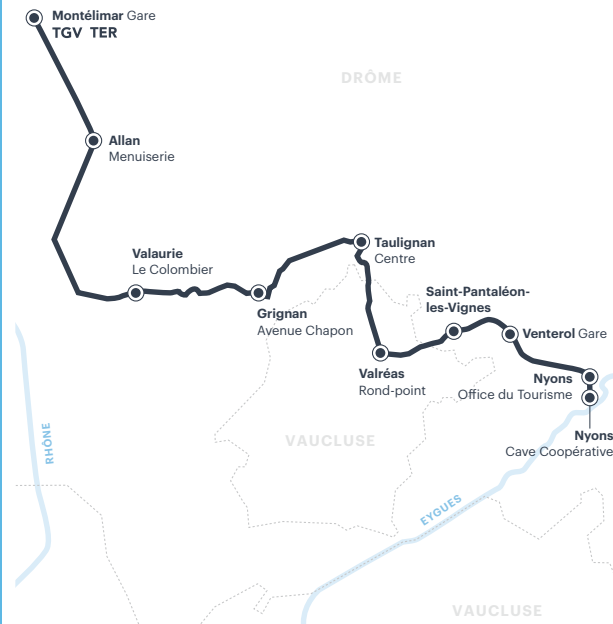 Montélimar Gare
TGV TER
DRÔME
Allan
Menuiserie
Valaurie
Le Colombier
Taulignan
Centre
Saint-Pantaléon-
les-Vignes
Grignan
Avenue Chapon
Venterol Gare
Valréas
Rond-point
Nyons
Office du Tourisme
Nyons
Cave Coopérative
VAUCLUSE
RHÔNE
EYGUES
VAUCLUSE